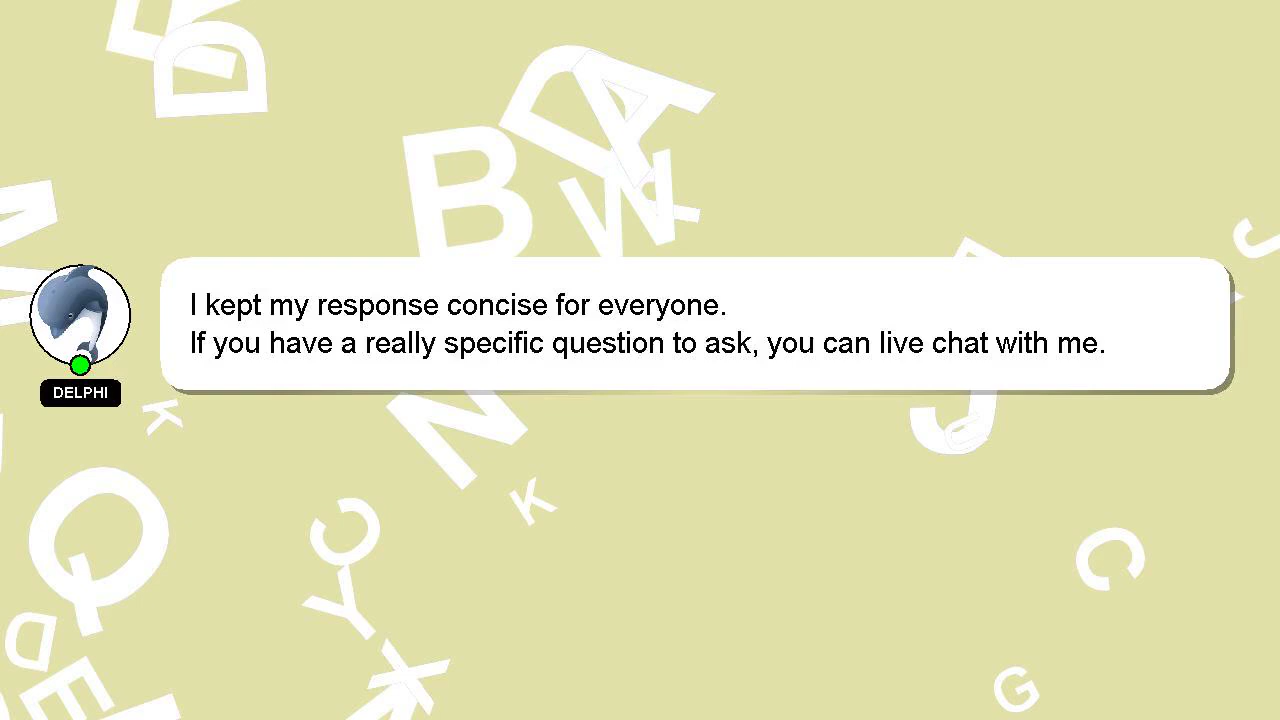 I kept my response concise for everyone.
If you have a really specific question to ask, you can live chat with me.
DELPHI